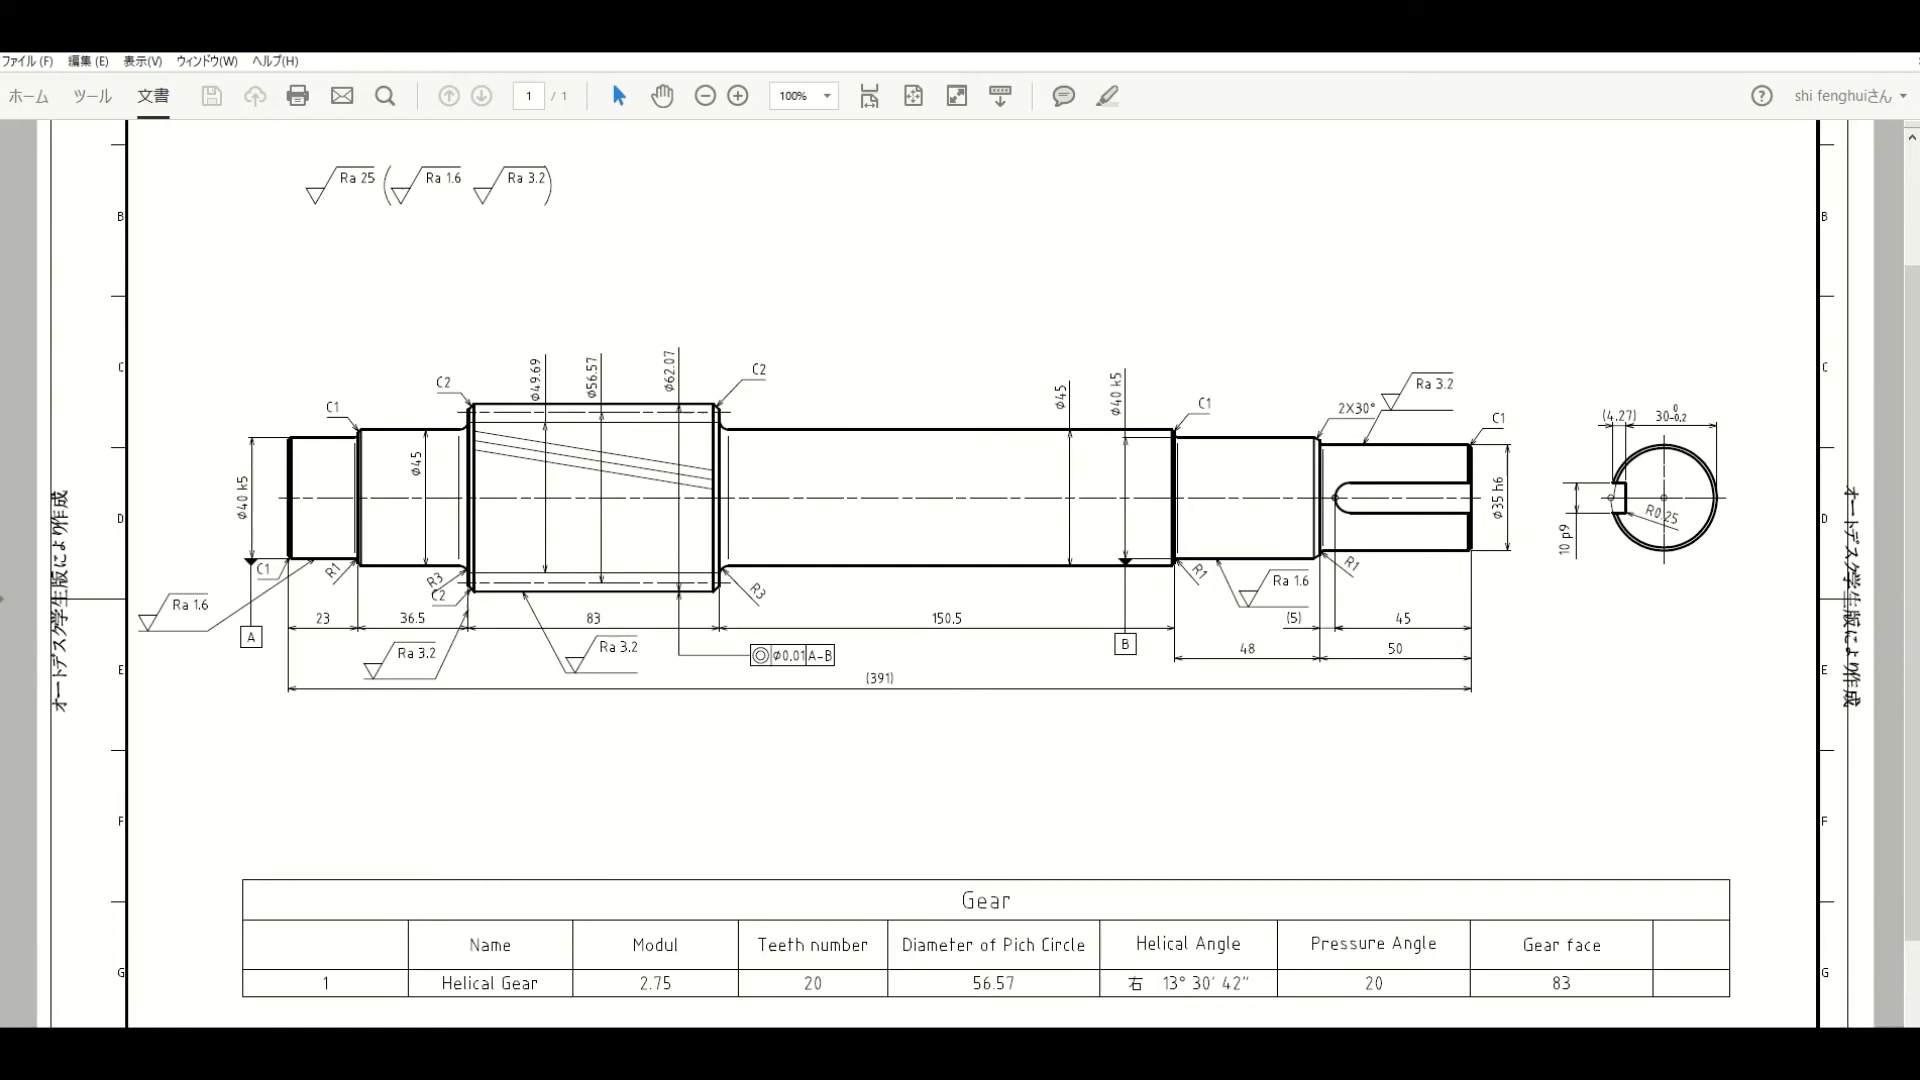 ファイル(F) 編集(E) 表示(V) ウィンドウ(W) ヘルプ(H)
ホーム ツール 文書 1 / 1 100% shi fenghuiさん
Ra 25 ( Ra 1.6 Ra 3.2 )
B B
C C
D D
E E
F F
G G
オートデスク学生版により作成
オートデスク学生版により作成
C1
C2
φ49.69
φ56.57
φ62.07
C2
φ45
φ40 k5
C1
2X30°
Ra 3.2
C1
φ40 k5
φ45
φ35 h6
(4.27) 30 0 -0.2
10 p9
R0.25
C1
R1
R3
C2
R3
R1
Ra 1.6
R1
Ra 1.6
23 36.5 83 150.5 (5) 45
A
Ra 3.2
Ra 3.2
◎ φ0.01 A-B
B
48 50
(391)
Gear
Name Modul Teeth number Diameter of Pich Circle Helical Angle Pressure Angle Gear face
1 Helical Gear 2.75 20 56.57 右 13° 30′ 42″ 20 83